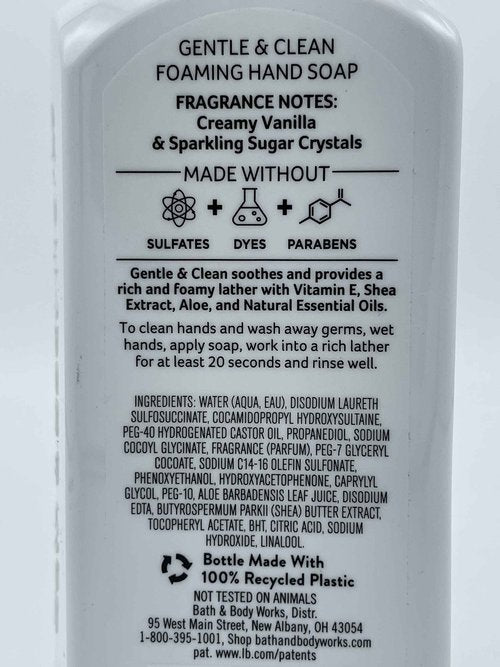 GENTLE & CLEAN
FOAMING HAND SOAP
FRAGRANCE NOTES:
Creamy Vanilla
& Sparkling Sugar Crystals
MADE WITHOUT
+ +
SULFATES DYES PARABENS
Gentle & Clean soothes and provides a
rich and foamy lather with Vitamin E, Shea
Extract, Aloe, and Natural Essential Oils.
To clean hands and wash away germs, wet
hands, apply soap, work into a rich lather
for at least 20 seconds and rinse well.
INGREDIENTS: WATER (AQUA, EAU), DISODIUM LAURETH
SULFOSUCCINATE, COCAMIDOPROPYL HYDROXYSULTAINE,
PEG-40 HYDROGENATED CASTOR OIL, PROPANEDIOL, SODIUM
COCOYL GLYCINATE, FRAGRANCE (PARFUM), PEG-7 GLYCERYL
COCOATE, SODIUM C14-16 OLEFIN SULFONATE,
PHENOXYETHANOL, HYDROXYACETOPHENONE, CAPRYLYL
GLYCOL, PEG-10, ALOE BARBADENSIS LEAF JUICE, DISODIUM
EDTA, BUTYROSPERMUM PARKII (SHEA) BUTTER EXTRACT,
TOCOPHERYL ACETATE, BHT, CITRIC ACID, SODIUM
HYDROXIDE, LINALOOL.
Bottle Made With
100% Recycled Plastic
NOT TESTED ON ANIMALS
Bath & Body Works, Distr.
95 West Main Street, New Albany, OH 43054
1-800-395-1001, Shop bathandbodyworks.com
pat. www.lb.com/patents